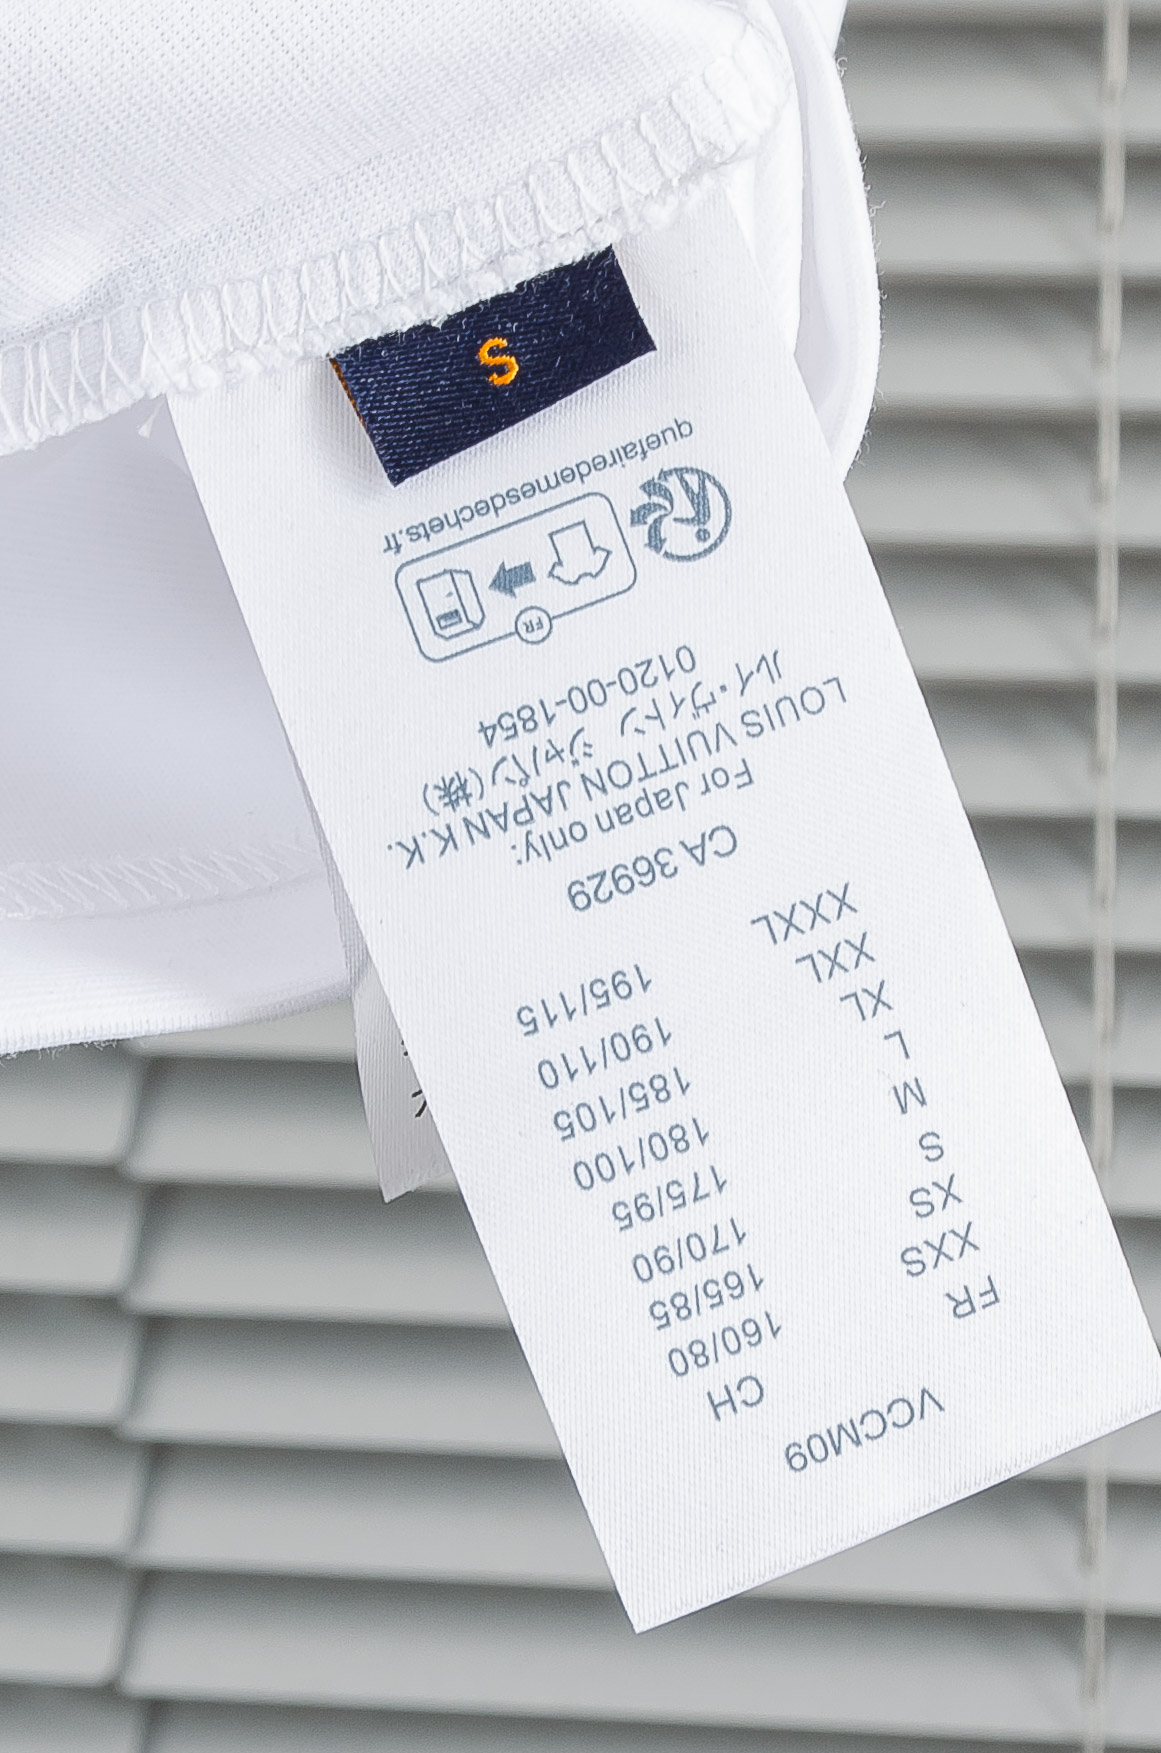 VCCM09
FR CH
XXS 160/80
XS 165/85
S 170/90
M 175/95
L 180/100
XL 185/105
XXL 190/110
XXXL 195/115
CA 36929
For Japan only:
LOUIS VUITTON JAPAN K.K.
ルイ・ヴィトン ジャパン(株)
0120-00-1854
FR
quefairedemesdechets.fr
S